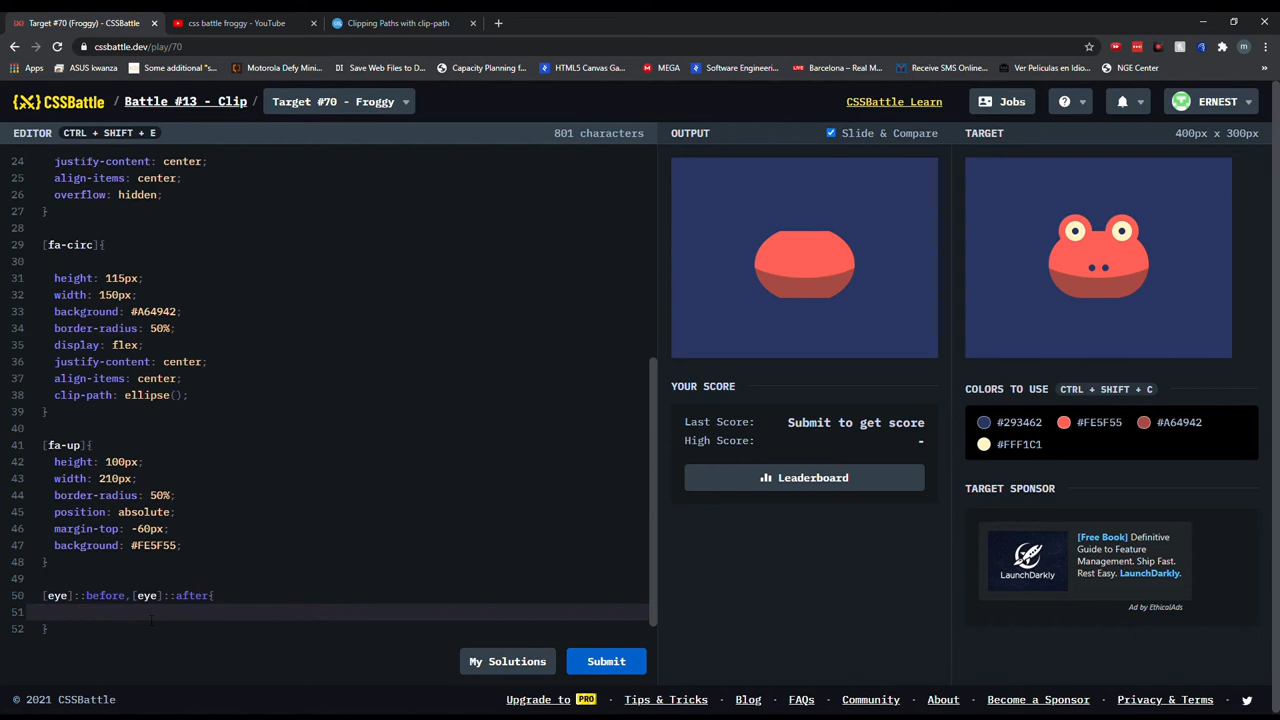 Target #70 (Froggy) - CSSBattle
css battle froggy - YouTube
Clipping Paths with clip-path
cssbattle.dev/play/70
Apps
ASUS kwanza
Some additional "s...
Motorola Defy Mini...
Save Web Files to D...
Capacity Planning f...
HTML5 Canvas Ga...
MEGA
Software Engineeri...
LIVE
Barcelona – Real M...
Receive SMS Online...
Ver Peliculas en Idio...
NGE Center
CSSBATTLE
/ Battle #13 - Clip /
Target #70 - Froggy
CSSBattle Learn
Jobs
ERNEST
EDITOR CTRL + SHIFT + E
801 characters
OUTPUT
Slide & Compare
TARGET
400px x 300px
24 justify-content: center;
25 align-items: center;
26 overflow: hidden;
27 }
28
29 [fa-circ]{
30
31 height: 115px;
32 width: 150px;
33 background: #A64942;
34 border-radius: 50%;
35 display: flex;
36 justify-content: center;
37 align-items: center;
38 clip-path: ellipse();
39 }
40
41 [fa-up]{
42 height: 100px;
43 width: 210px;
44 border-radius: 50%;
45 position: absolute;
46 margin-top: -60px;
47 background: #FE5F55;
48 }
49
50 [eye]::before,[eye]::after{
51
52 }
YOUR SCORE
Last Score: Submit to get score
High Score: -
Leaderboard
COLORS TO USE CTRL + SHIFT + C
#293462
#FE5F55
#A64942
#FFF1C1
TARGET SPONSOR
LaunchDarkly
[Free Book] Definitive
Guide to Feature
Management. Ship Fast.
Rest Easy. LaunchDarkly.
Ad by EthicalAds
My Solutions
Submit
© 2021 CSSBattle
Upgrade to PRO
Tips & Tricks
Blog
FAQs
Community
About
Become a Sponsor
Privacy & Terms